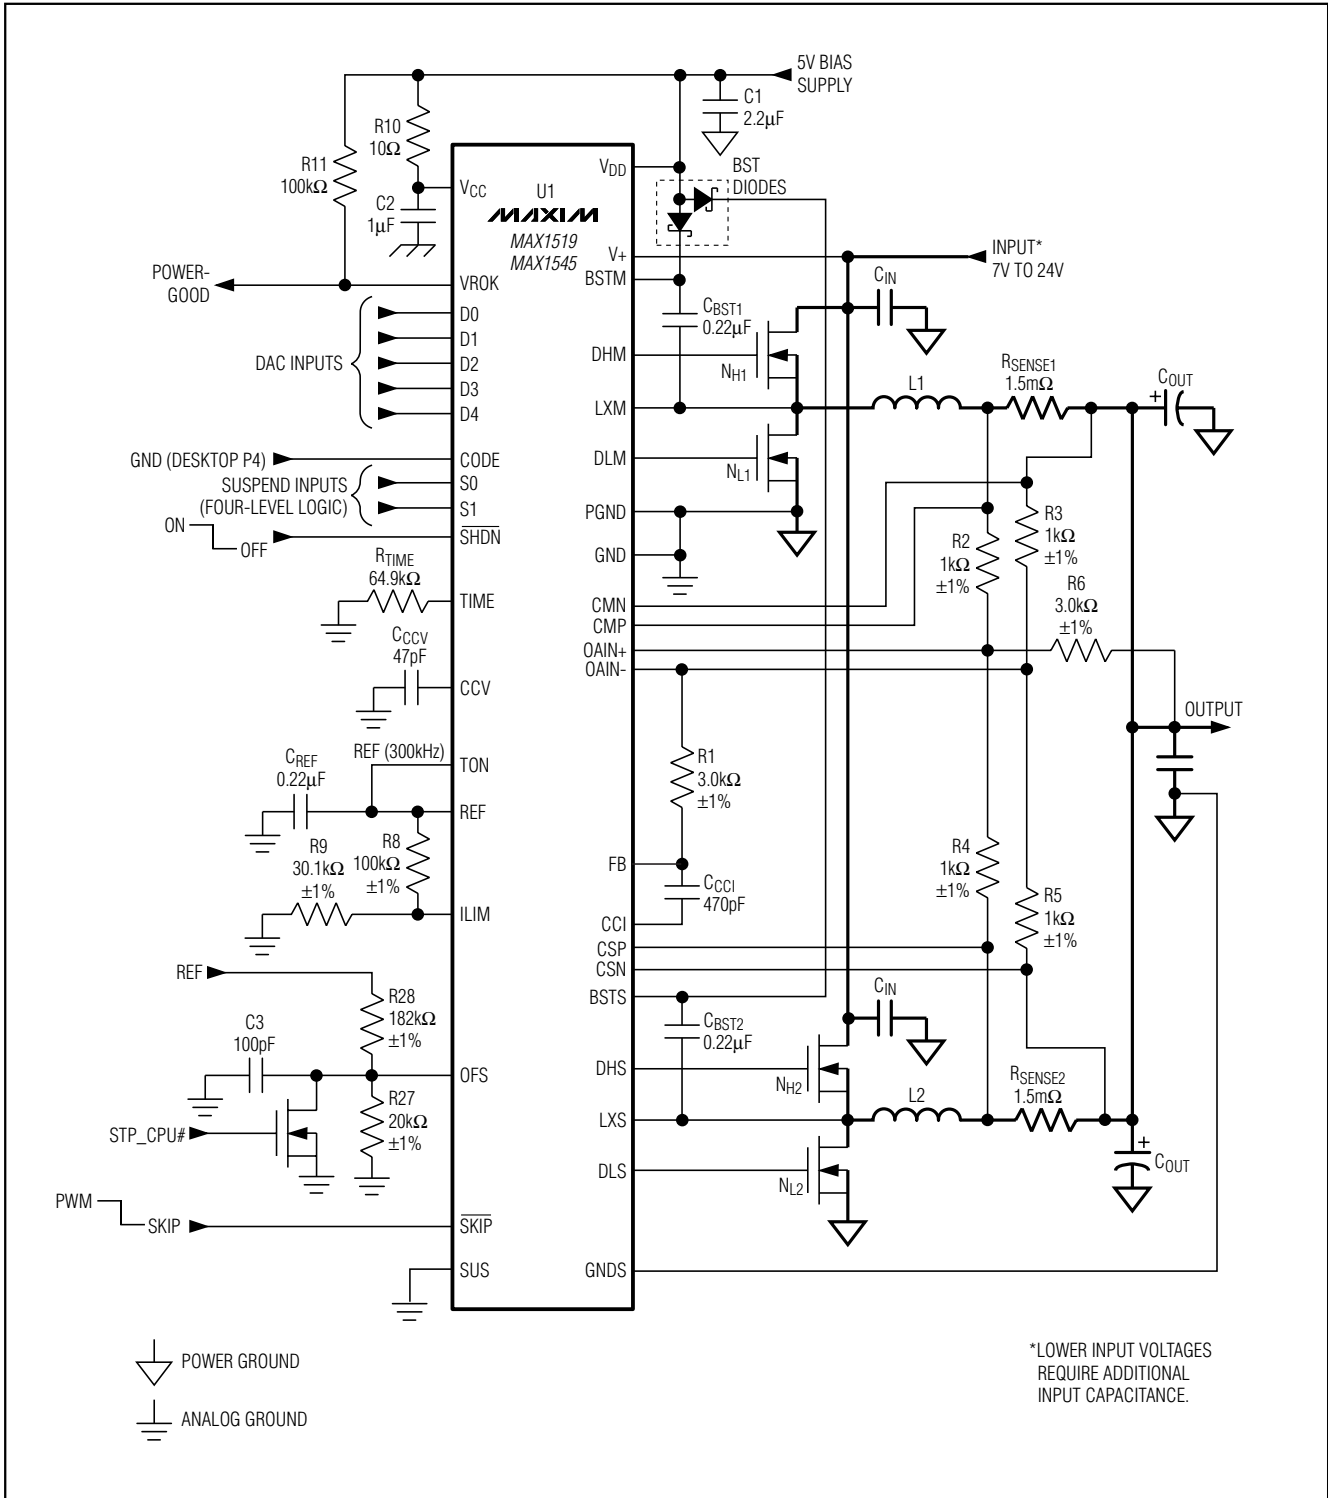 5V BIAS
SUPPLY
C1
2.2µF
R10
10Ω
R11
100kΩ
C2
1µF
VCC
U1
MAXIM
MAX1519
MAX1545
VDD
BST
DIODES
V+
INPUT*
7V TO 24V
BSTM
CIN
POWER-
GOOD
VROK
CBST1
0.22µF
DAC INPUTS
D0
D1
D2
D3
D4
DHM
NH1
LXM
L1
RSENSE1
1.5mΩ
COUT
+
DLM
NL1
GND (DESKTOP P4)
CODE
SUSPEND INPUTS
(FOUR-LEVEL LOGIC)
S0
S1
ON
OFF
SHDN
PGND
GND
R2
1kΩ
±1%
R3
1kΩ
±1%
R6
3.0kΩ
±1%
RTIME
64.9kΩ
TIME
CMN
CMP
OAIN+
OAIN-
CCCV
47pF
CCV
OUTPUT
REF (300kHz)
TON
CREF
0.22µF
REF
R1
3.0kΩ
±1%
R9
30.1kΩ
±1%
R8
100kΩ
±1%
ILIM
FB
CCCI
470pF
CCI
R4
1kΩ
±1%
R5
1kΩ
±1%
CSP
CSN
REF
R28
182kΩ
±1%
C3
100pF
OFS
BSTS
CBST2
0.22µF
CIN
DHS
NH2
R27
20kΩ
±1%
STP_CPU#
LXS
L2
RSENSE2
1.5mΩ
DLS
NL2
+
COUT
PWM
SKIP
SKIP
SUS
GNDS
POWER GROUND
ANALOG GROUND
*LOWER INPUT VOLTAGES
REQUIRE ADDITIONAL
INPUT CAPACITANCE.